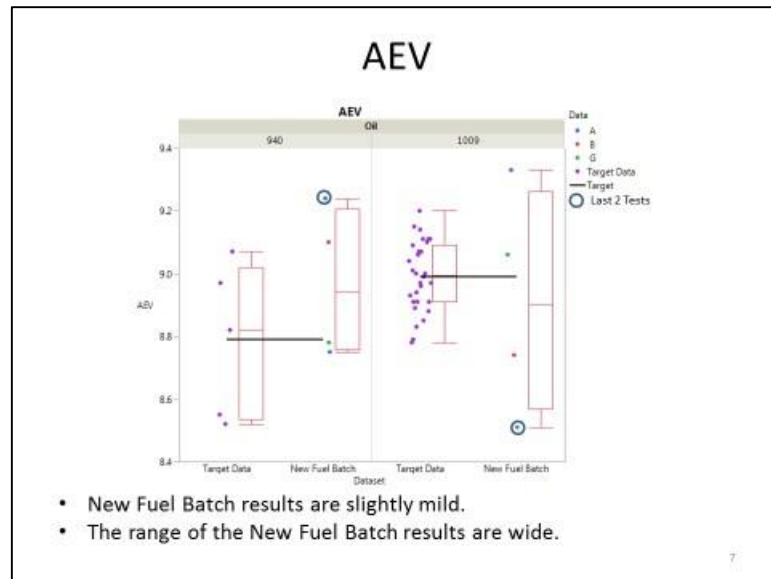 AEV
AEV
Oil
940 1009
Data
A
B
G
Target Data
Target
Last 2 Tests
9.4
9.2
9.0
8.8
8.6
8.4
AEV
Target Data New Fuel Batch Target Data New Fuel Batch
Dataset
• New Fuel Batch results are slightly mild.
• The range of the New Fuel Batch results are wide.
7